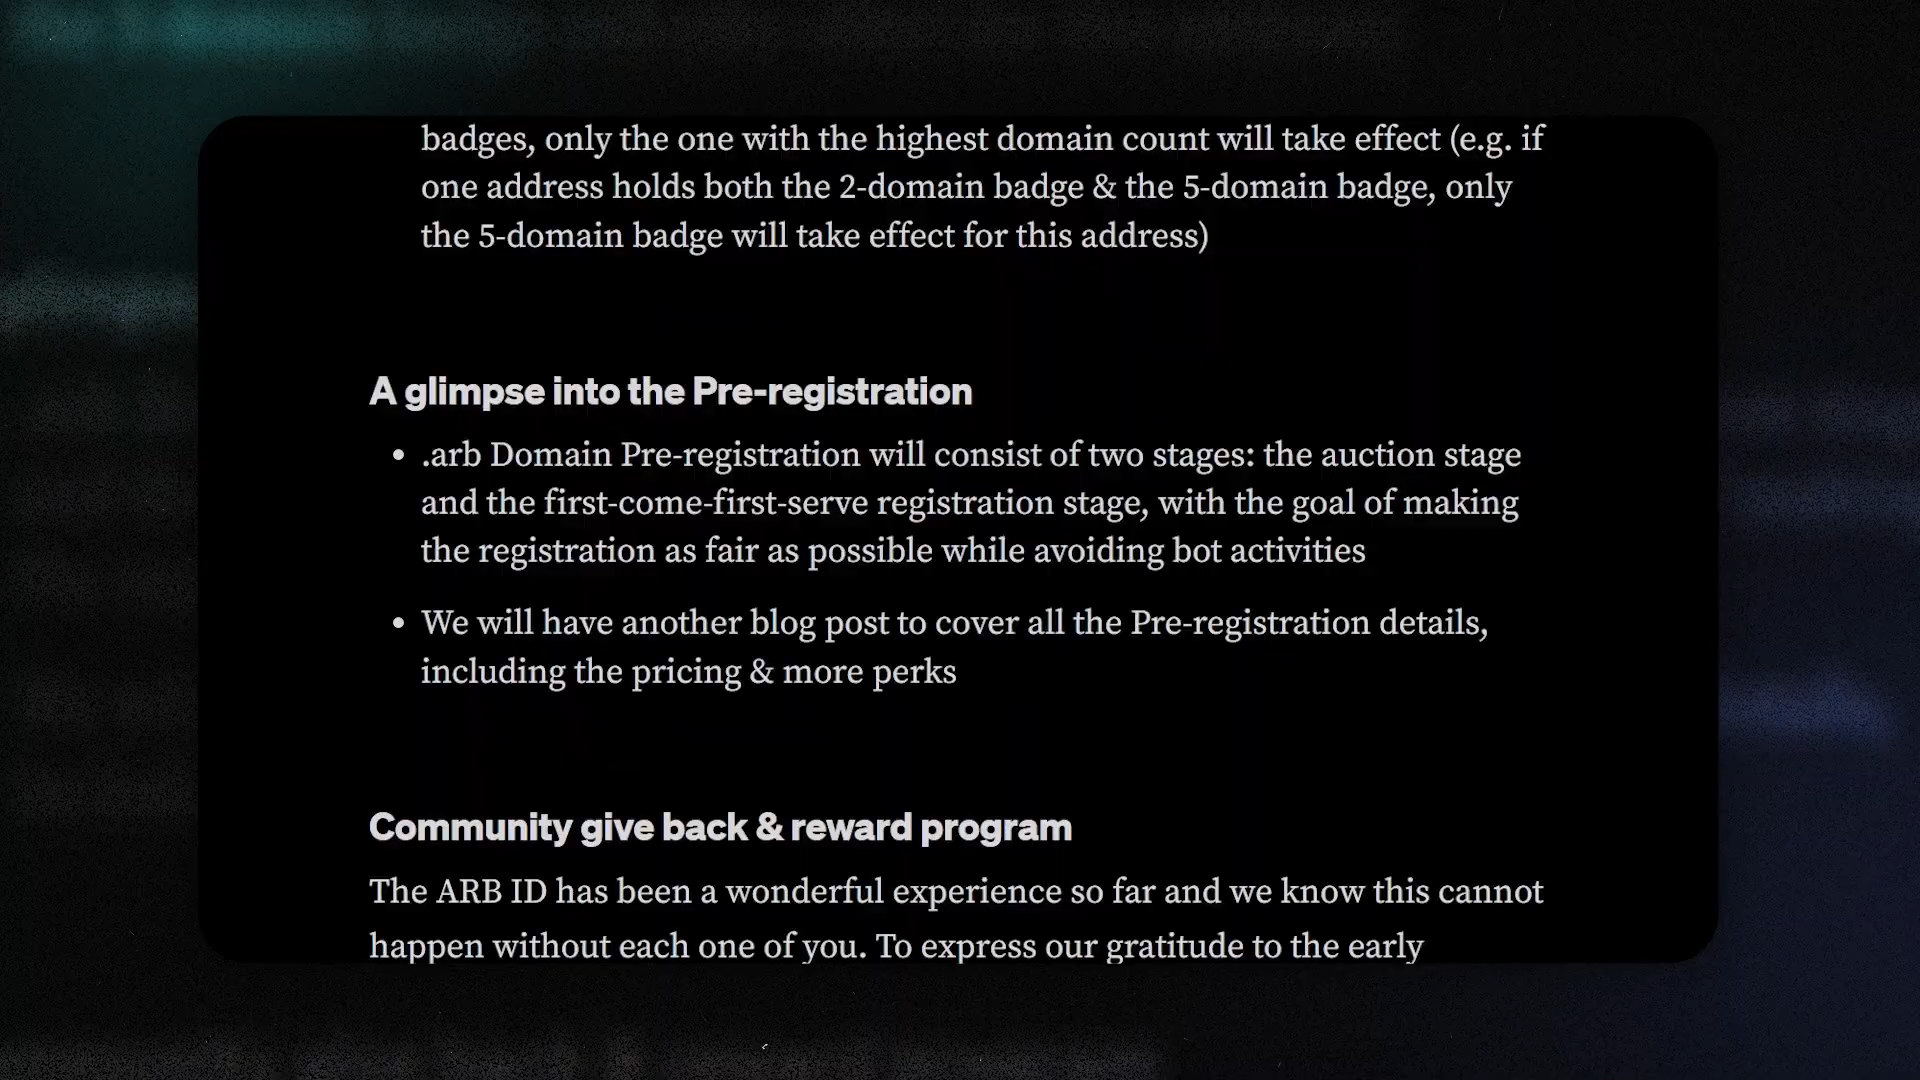 badges, only the one with the highest domain count will take effect (e.g. if
one address holds both the 2-domain badge & the 5-domain badge, only
the 5-domain badge will take effect for this address)
A glimpse into the Pre-registration
• .arb Domain Pre-registration will consist of two stages: the auction stage
and the first-come-first-serve registration stage, with the goal of making
the registration as fair as possible while avoiding bot activities
• We will have another blog post to cover all the Pre-registration details,
including the pricing & more perks
Community give back & reward program
The ARB ID has been a wonderful experience so far and we know this cannot
happen without each one of you. To express our gratitude to the early